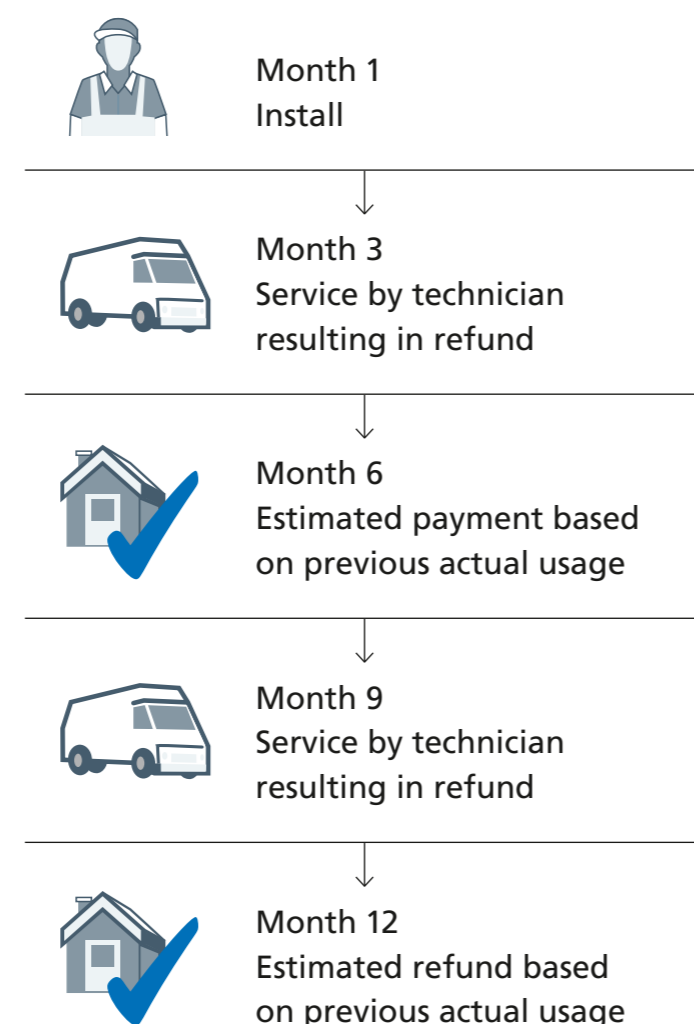 Month 1
Install
Month 3
Service by technician
resulting in refund
Month 6
Estimated payment based
on previous actual usage
Month 9
Service by technician
resulting in refund
Month 12
Estimated refund based
on previous actual usage